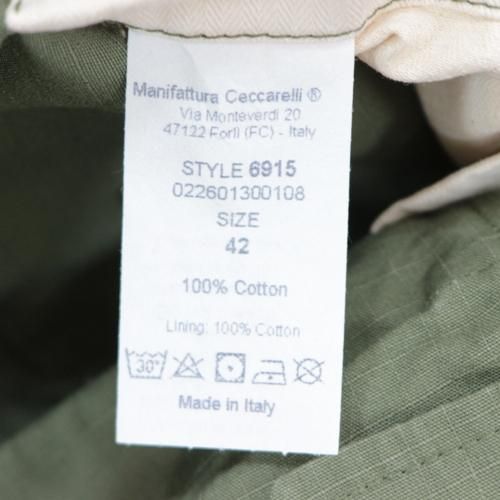 Manifattura Ceccarelli ®
Via Monteverdi 20
47122 Forlì (FC) - Italy
STYLE 6915
022601300108
SIZE
42
100% Cotton
Lining: 100% Cotton
30°
Made in Italy